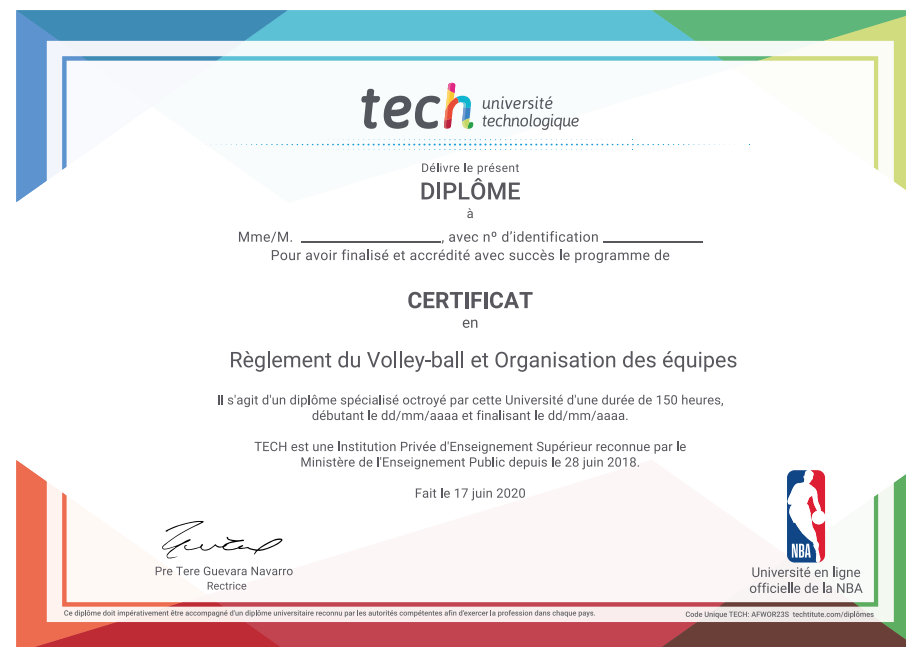 tech université
technologique
Délivre le présent
DIPLÔME
à
Mme/M. ____________________, avec nº d'identification ______________
Pour avoir finalisé et accrédité avec succès le programme de
CERTIFICAT
en
Règlement du Volley-ball et Organisation des équipes
Il s'agit d'un diplôme spécialisé octroyé par cette Université d'une durée de 150 heures,
débutant le dd/mm/aaaa et finalisant le dd/mm/aaaa.
TECH est une Institution Privée d'Enseignement Supérieur reconnue par le
Ministère de l'Enseignement Public depuis le 28 juin 2018.
Fait le 17 juin 2020
Pre Tere Guevara Navarro
Rectrice
NBA
Université en ligne
officielle de la NBA
Ce diplôme doit impérativement être accompagné d'un diplôme universitaire reconnu par les autorités compétentes afin d'exercer la profession dans chaque pays.
Code Unique TECH: AFWOR23S techtitute.com/diplômes